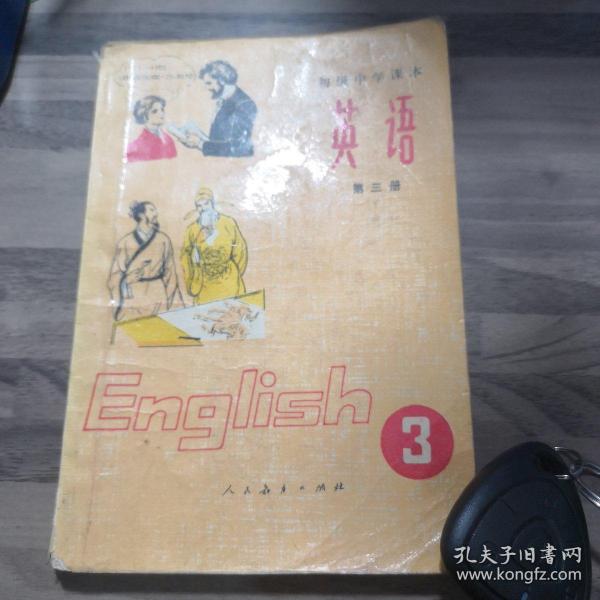 初级中学课本
英语
第三册
English
3
人民教育出版社
孔夫子旧书网
www.kongfz.com